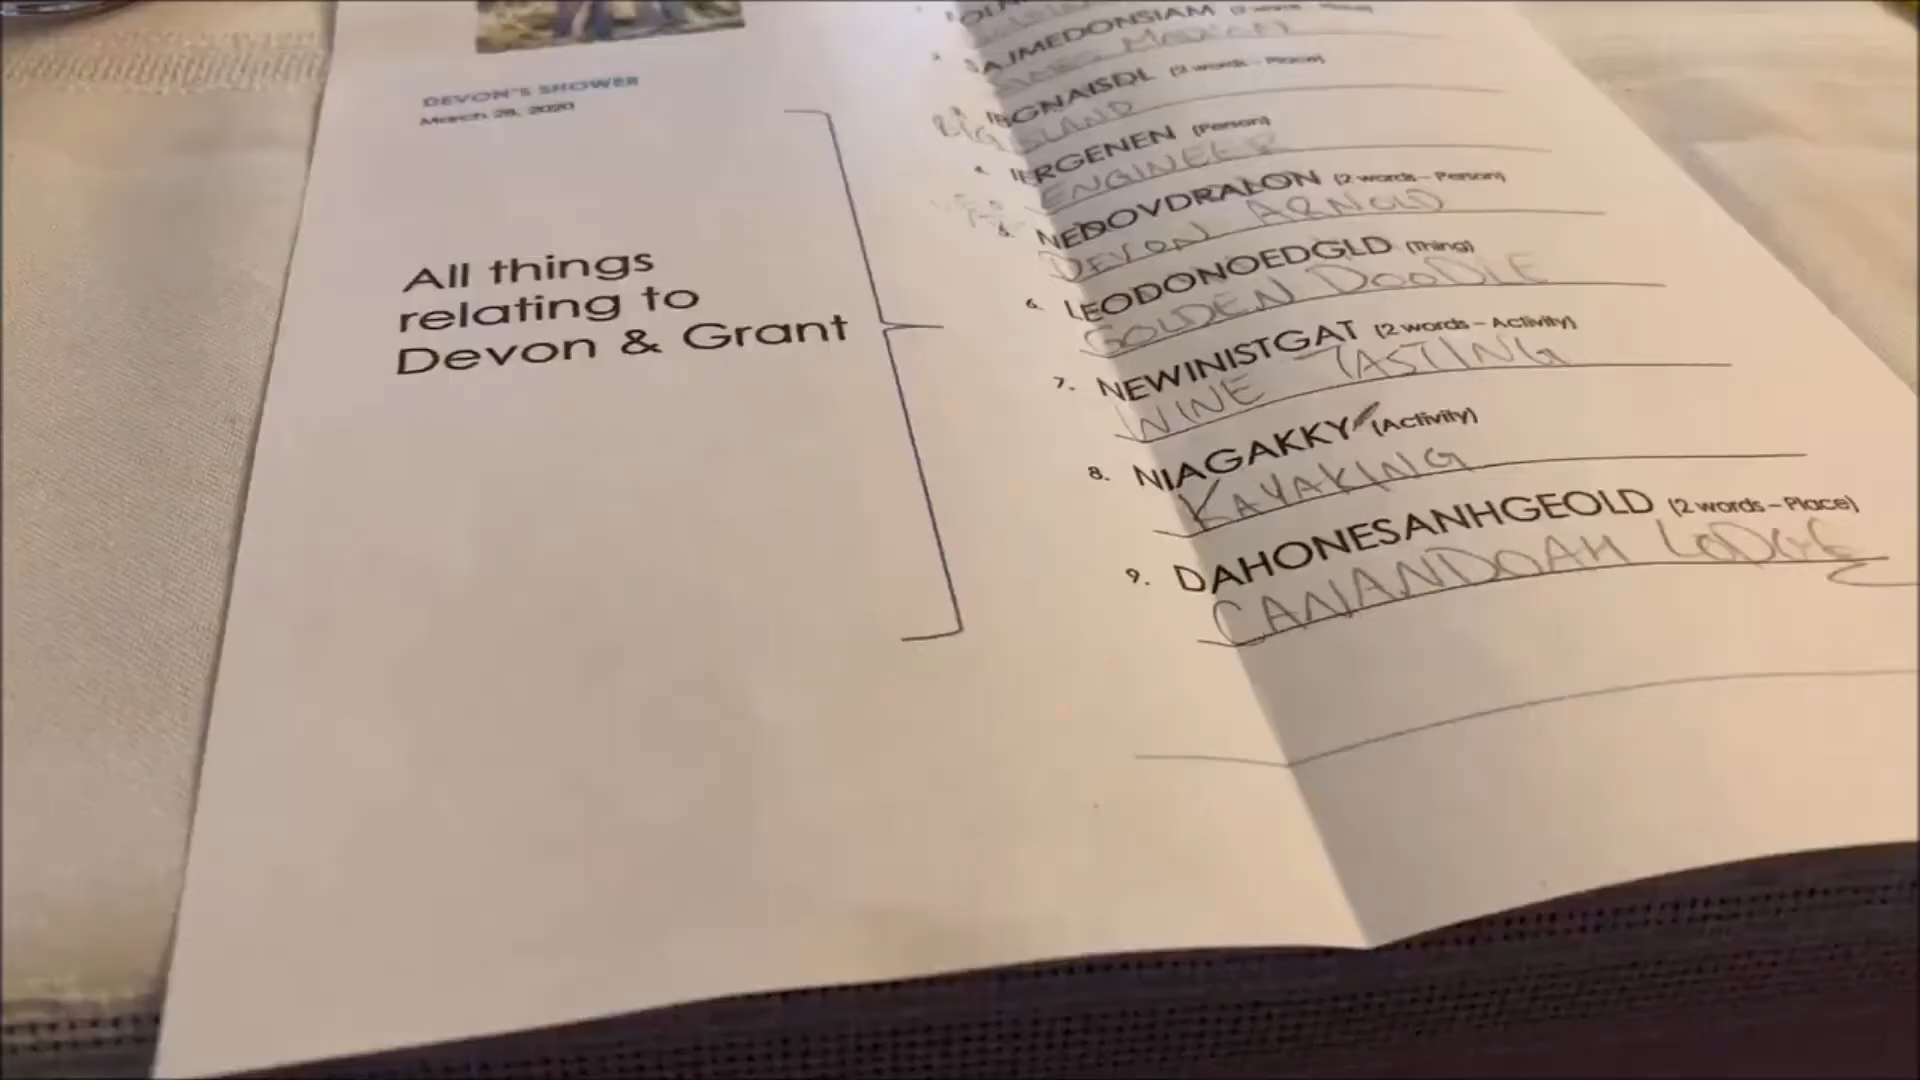 DEVON'S SHOWER
March 28, 2020
All things
relating to
Devon & Grant
AJMEDONSIAM
IBGNAISDL (2 words - Place)
BIG ISLAND
4. IERGENEN (Person)
ENGINEER
NEDOVDRALON (2 words - Person)
DEVON ARNOLD
6. LEODONOEDGLD (Thing)
GOLDEN DOODLE
7. NEWINISTGAT (2 words - Activity)
WINE TASTING
8. NIAGAKKY (Activity)
KAYAKING
9. DAHONESANHGEOLD (2 words - Place)
CANANDOAH LODGE